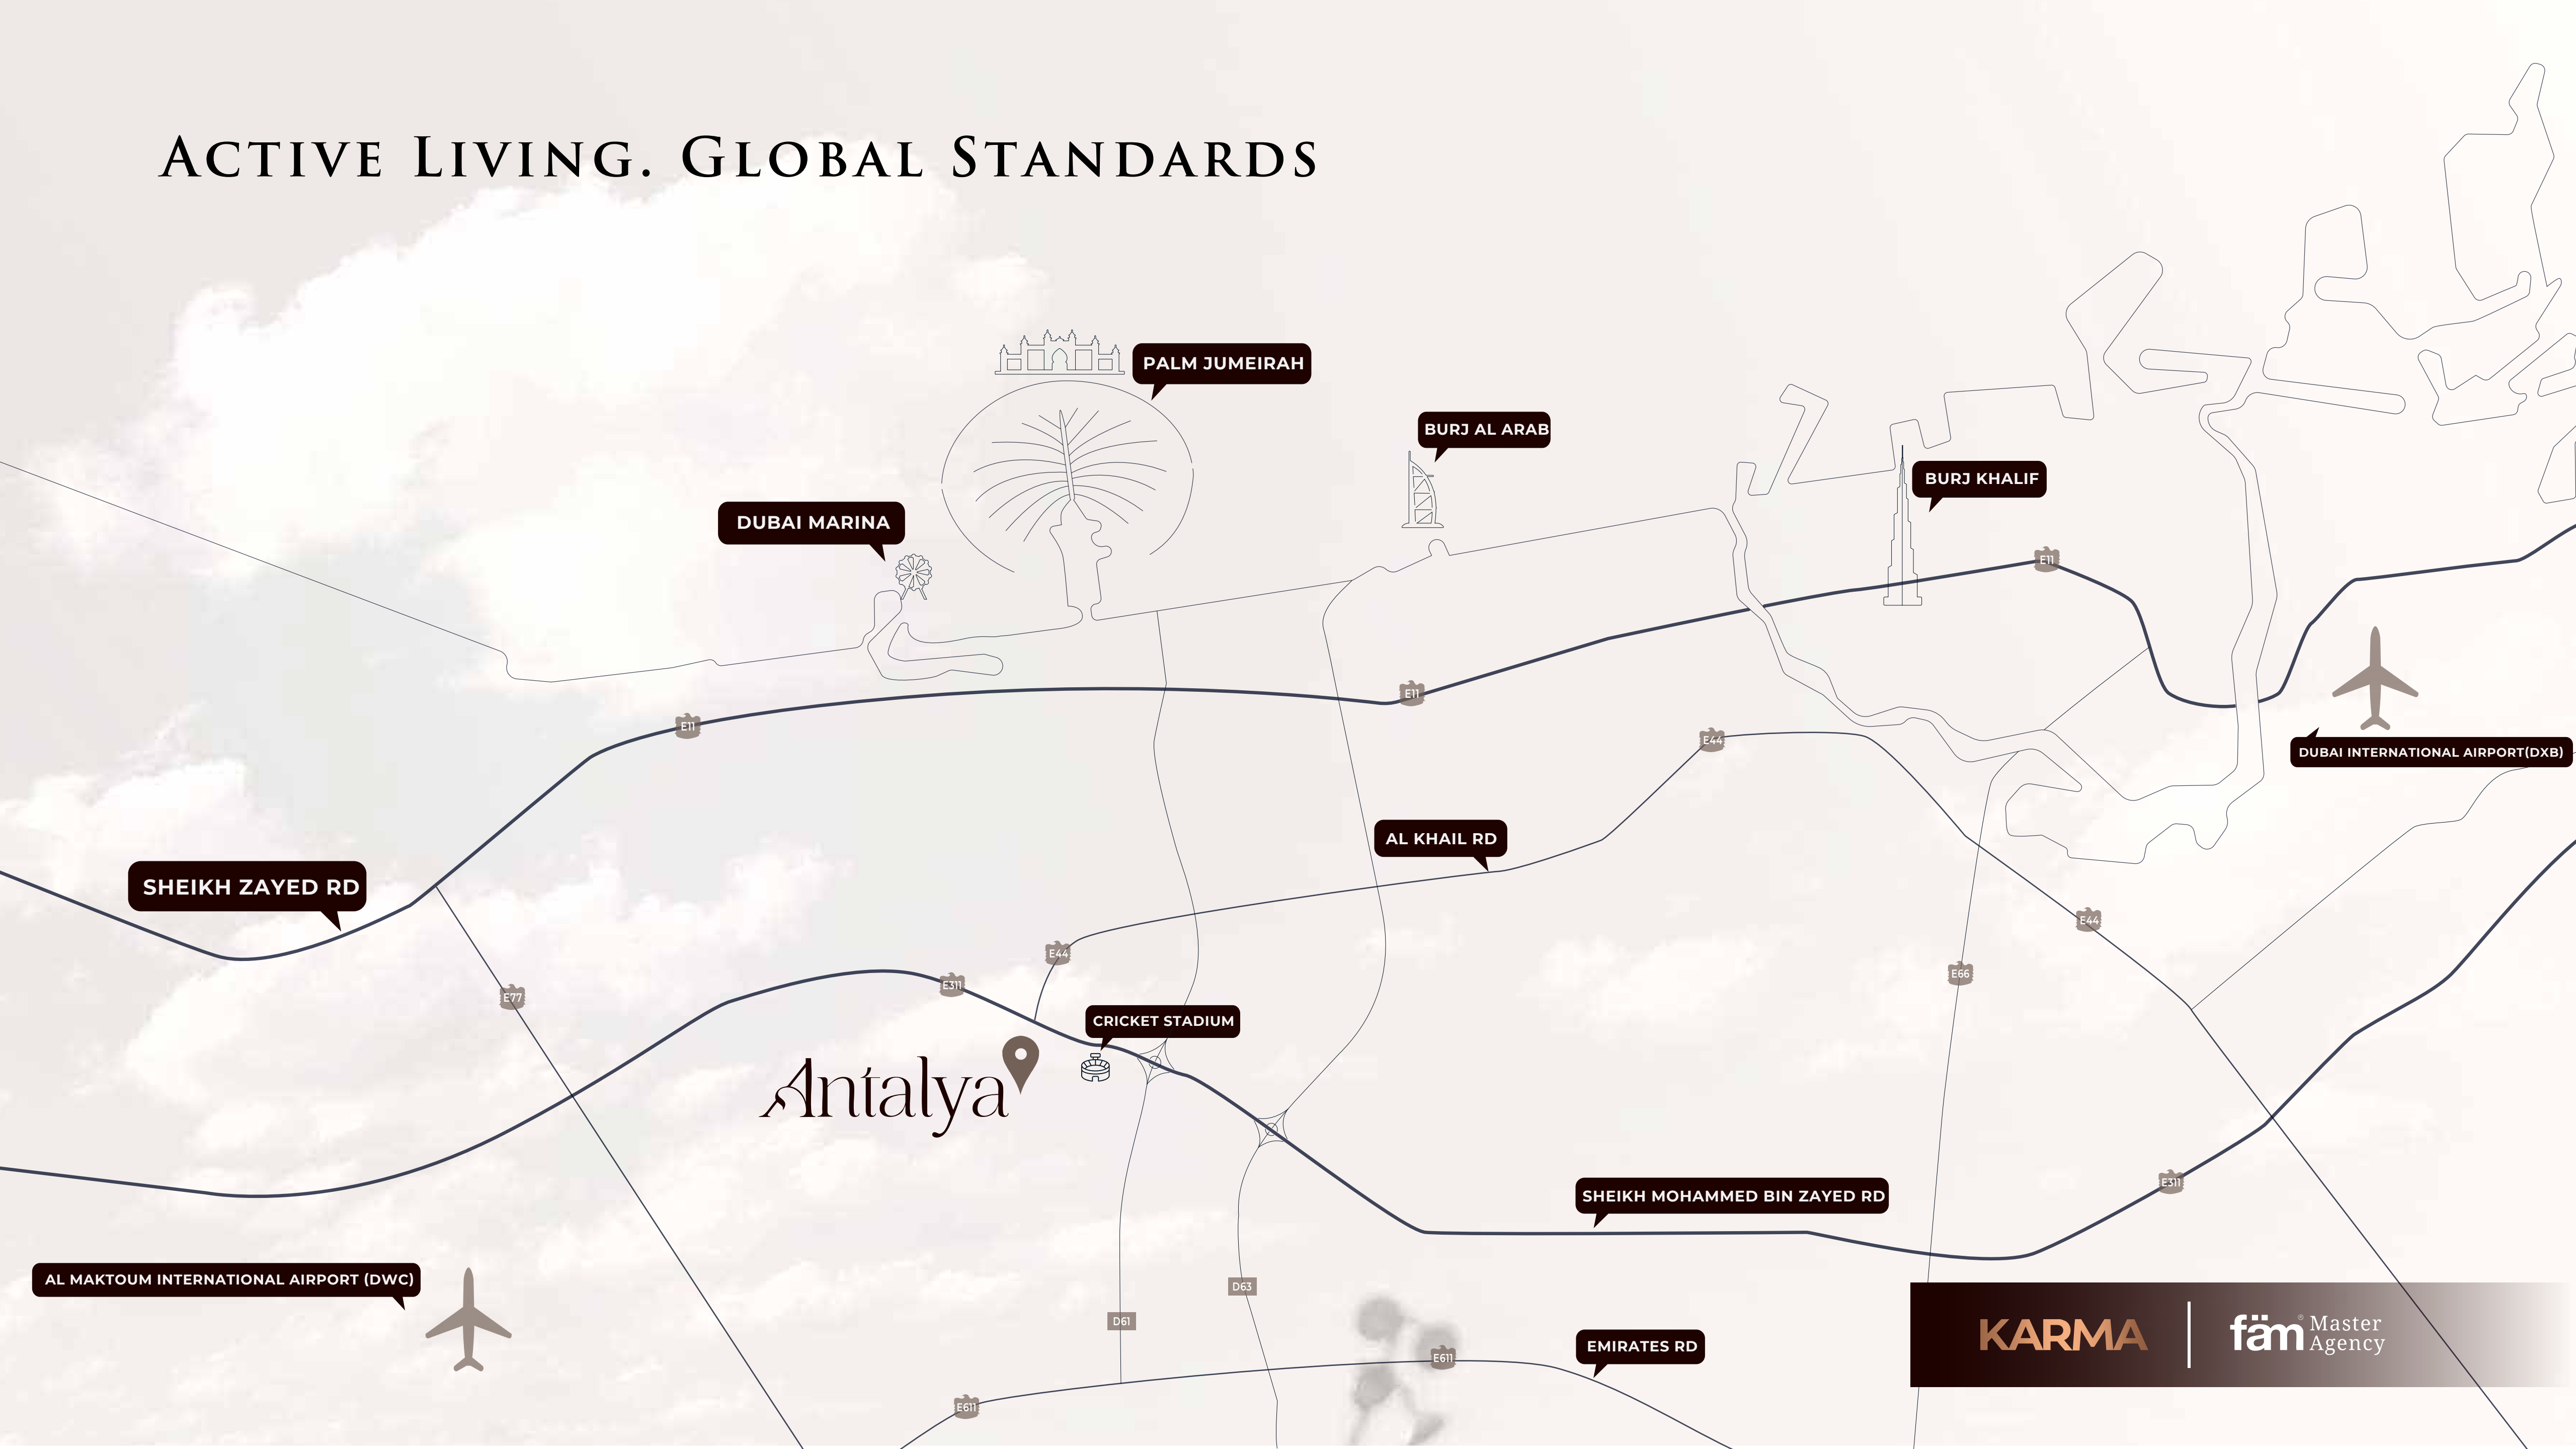 ACTIVE LIVING. GLOBAL STANDARDS
PALM JUMEIRAH
BURJ AL ARAB
BURJ KHALIF
DUBAI MARINA
E11
E11
E11
E44
DUBAI INTERNATIONAL AIRPORT(DXB)
AL KHAIL RD
SHEIKH ZAYED RD
E44
E44
E66
E311
E77
CRICKET STADIUM
Antalya
E311
SHEIKH MOHAMMED BIN ZAYED RD
AL MAKTOUM INTERNATIONAL AIRPORT (DWC)
D63
D61
KARMA
fäm® Master
Agency
EMIRATES RD
E611
E611